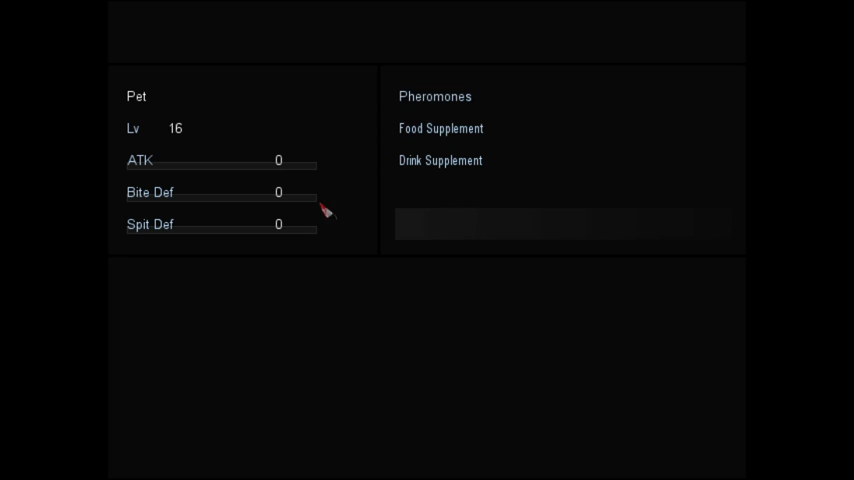 Pet
Lv 16
ATK 0
Bite Def 0
Spit Def 0
Pheromones
Food Supplement
Drink Supplement